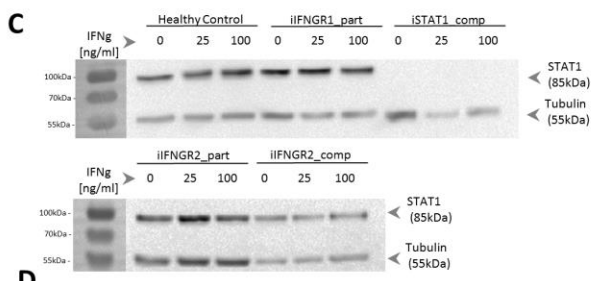 C
Healthy Control iIFNGR1_part iSTAT1_comp
IFNg
[ng/ml]
0 25 100 0 25 100 0 25 100
100kDa -
70kDa -
55kDa -
STAT1
(85kDa)
Tubulin
(55kDa)
iIFNGR2_part iIFNGR2_comp
IFNg
[ng/ml]
0 25 100 0 25 100
100kDa -
70kDa -
55kDa -
STAT1
(85kDa)
Tubulin
(55kDa)
D